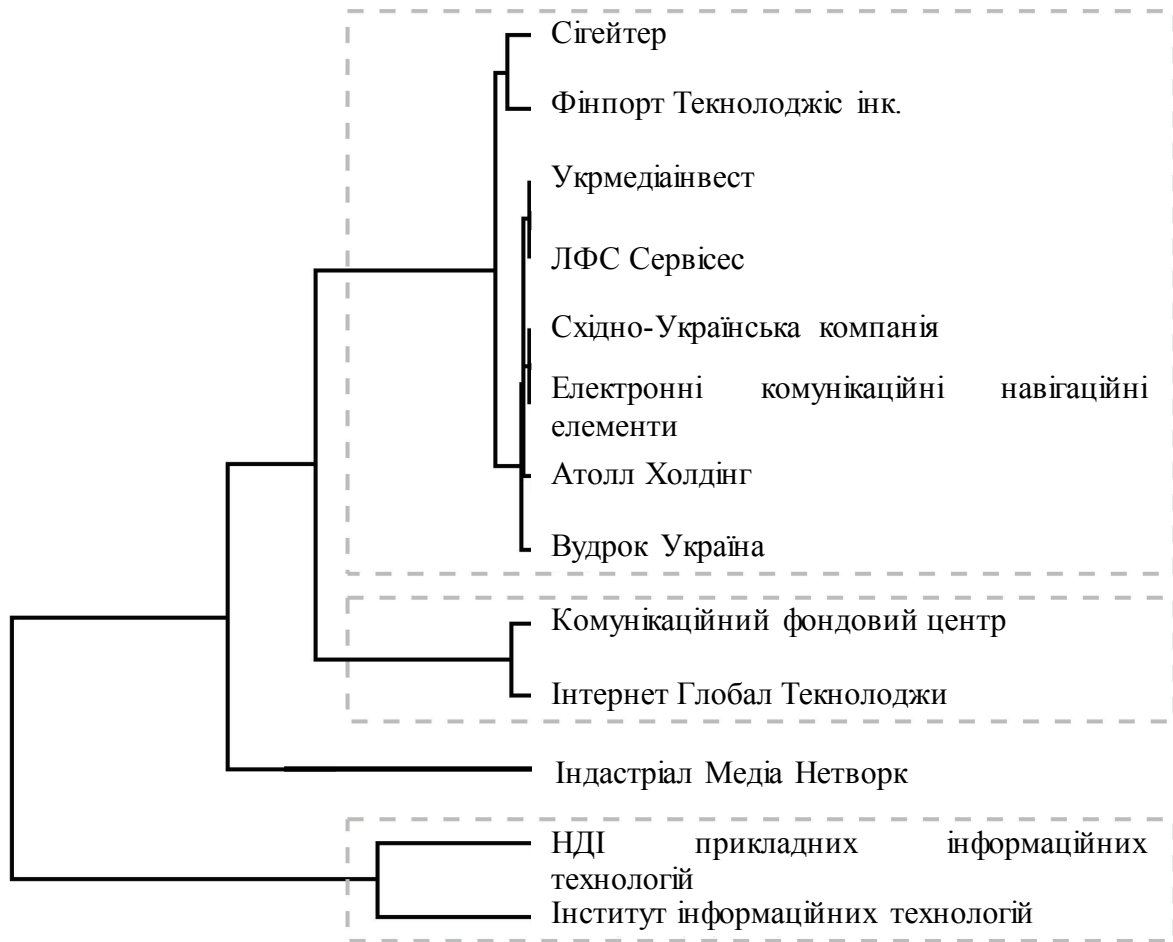 Сігейтер
Фінпорт Текнолоджіс інк.
Укрмедіаінвест
ЛФС Сервісес
Східно-Українська компанія
Електронні комунікаційні навігаційні
елементи
Атолл Холдінг
Вудрок Україна
Комунікаційний фондовий центр
Інтернет Глобал Текнолоджи
Індастріал Медіа Нетворк
НДІ прикладних інформаційних
технологій
Інститут інформаційних технологій